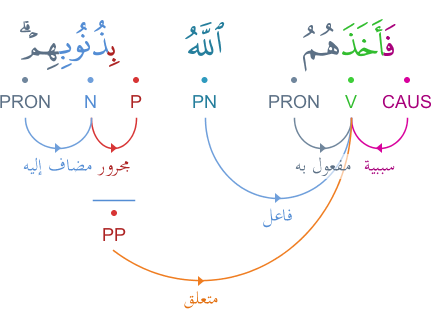 فَأَخَذَهُمُ ٱللَّهُ بِذُنُوبِهِمْ ۗ
PRON N P PN PRON V CAUS
مضاف إليه مجرور مفعول به سببية
فاعل
PP
متعلق